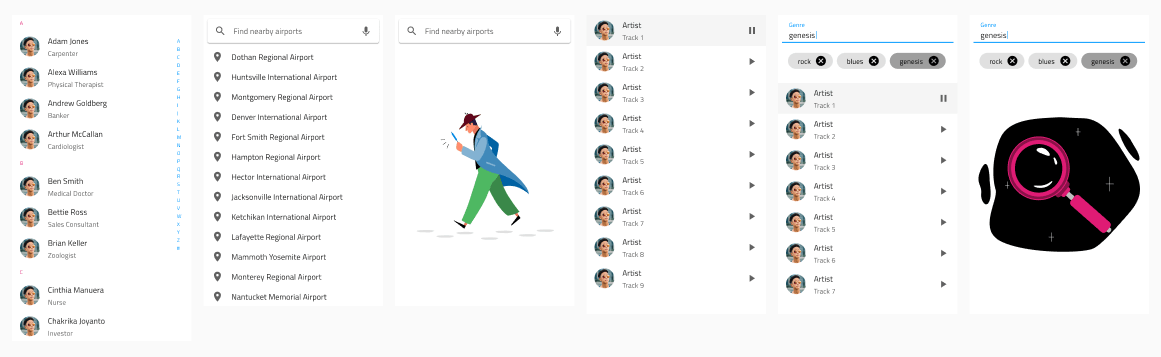 A
Adam Jones
Carpenter
Alexa Williams
Physical Therapist
Andrew Goldberg
Banker
Arthur McCallan
Cardiologist
B
Ben Smith
Medical Doctor
Bettie Ross
Sales Consultant
Brian Keller
Zoologist
C
Cinthia Manuera
Nurse
Chakrika Joyanto
Investor
A
B
C
D
E
F
G
H
I
J
K
L
M
N
O
P
Q
R
S
T
U
V
W
X
Y
Z
#
Find nearby airports
Dothan Regional Airport
Huntsville International Airport
Montgomery Regional Airport
Denver International Airport
Fort Smith Regional Airport
Hampton Regional Airport
Hector International Airport
Jacksonville International Airport
Ketchikan International Airport
Lafayette Regional Airport
Mammoth Yosemite Airport
Monterey Regional Airport
Nantucket Memorial Airport
Find nearby airports
Artist
Track 1
Artist
Track 2
Artist
Track 3
Artist
Track 4
Artist
Track 5
Artist
Track 6
Artist
Track 7
Artist
Track 8
Artist
Track 9
Genre
genesis
rock blues genesis
Artist
Track 1
Artist
Track 2
Artist
Track 3
Artist
Track 4
Artist
Track 5
Artist
Track 6
Artist
Track 7
Genre
genesis
rock blues genesis